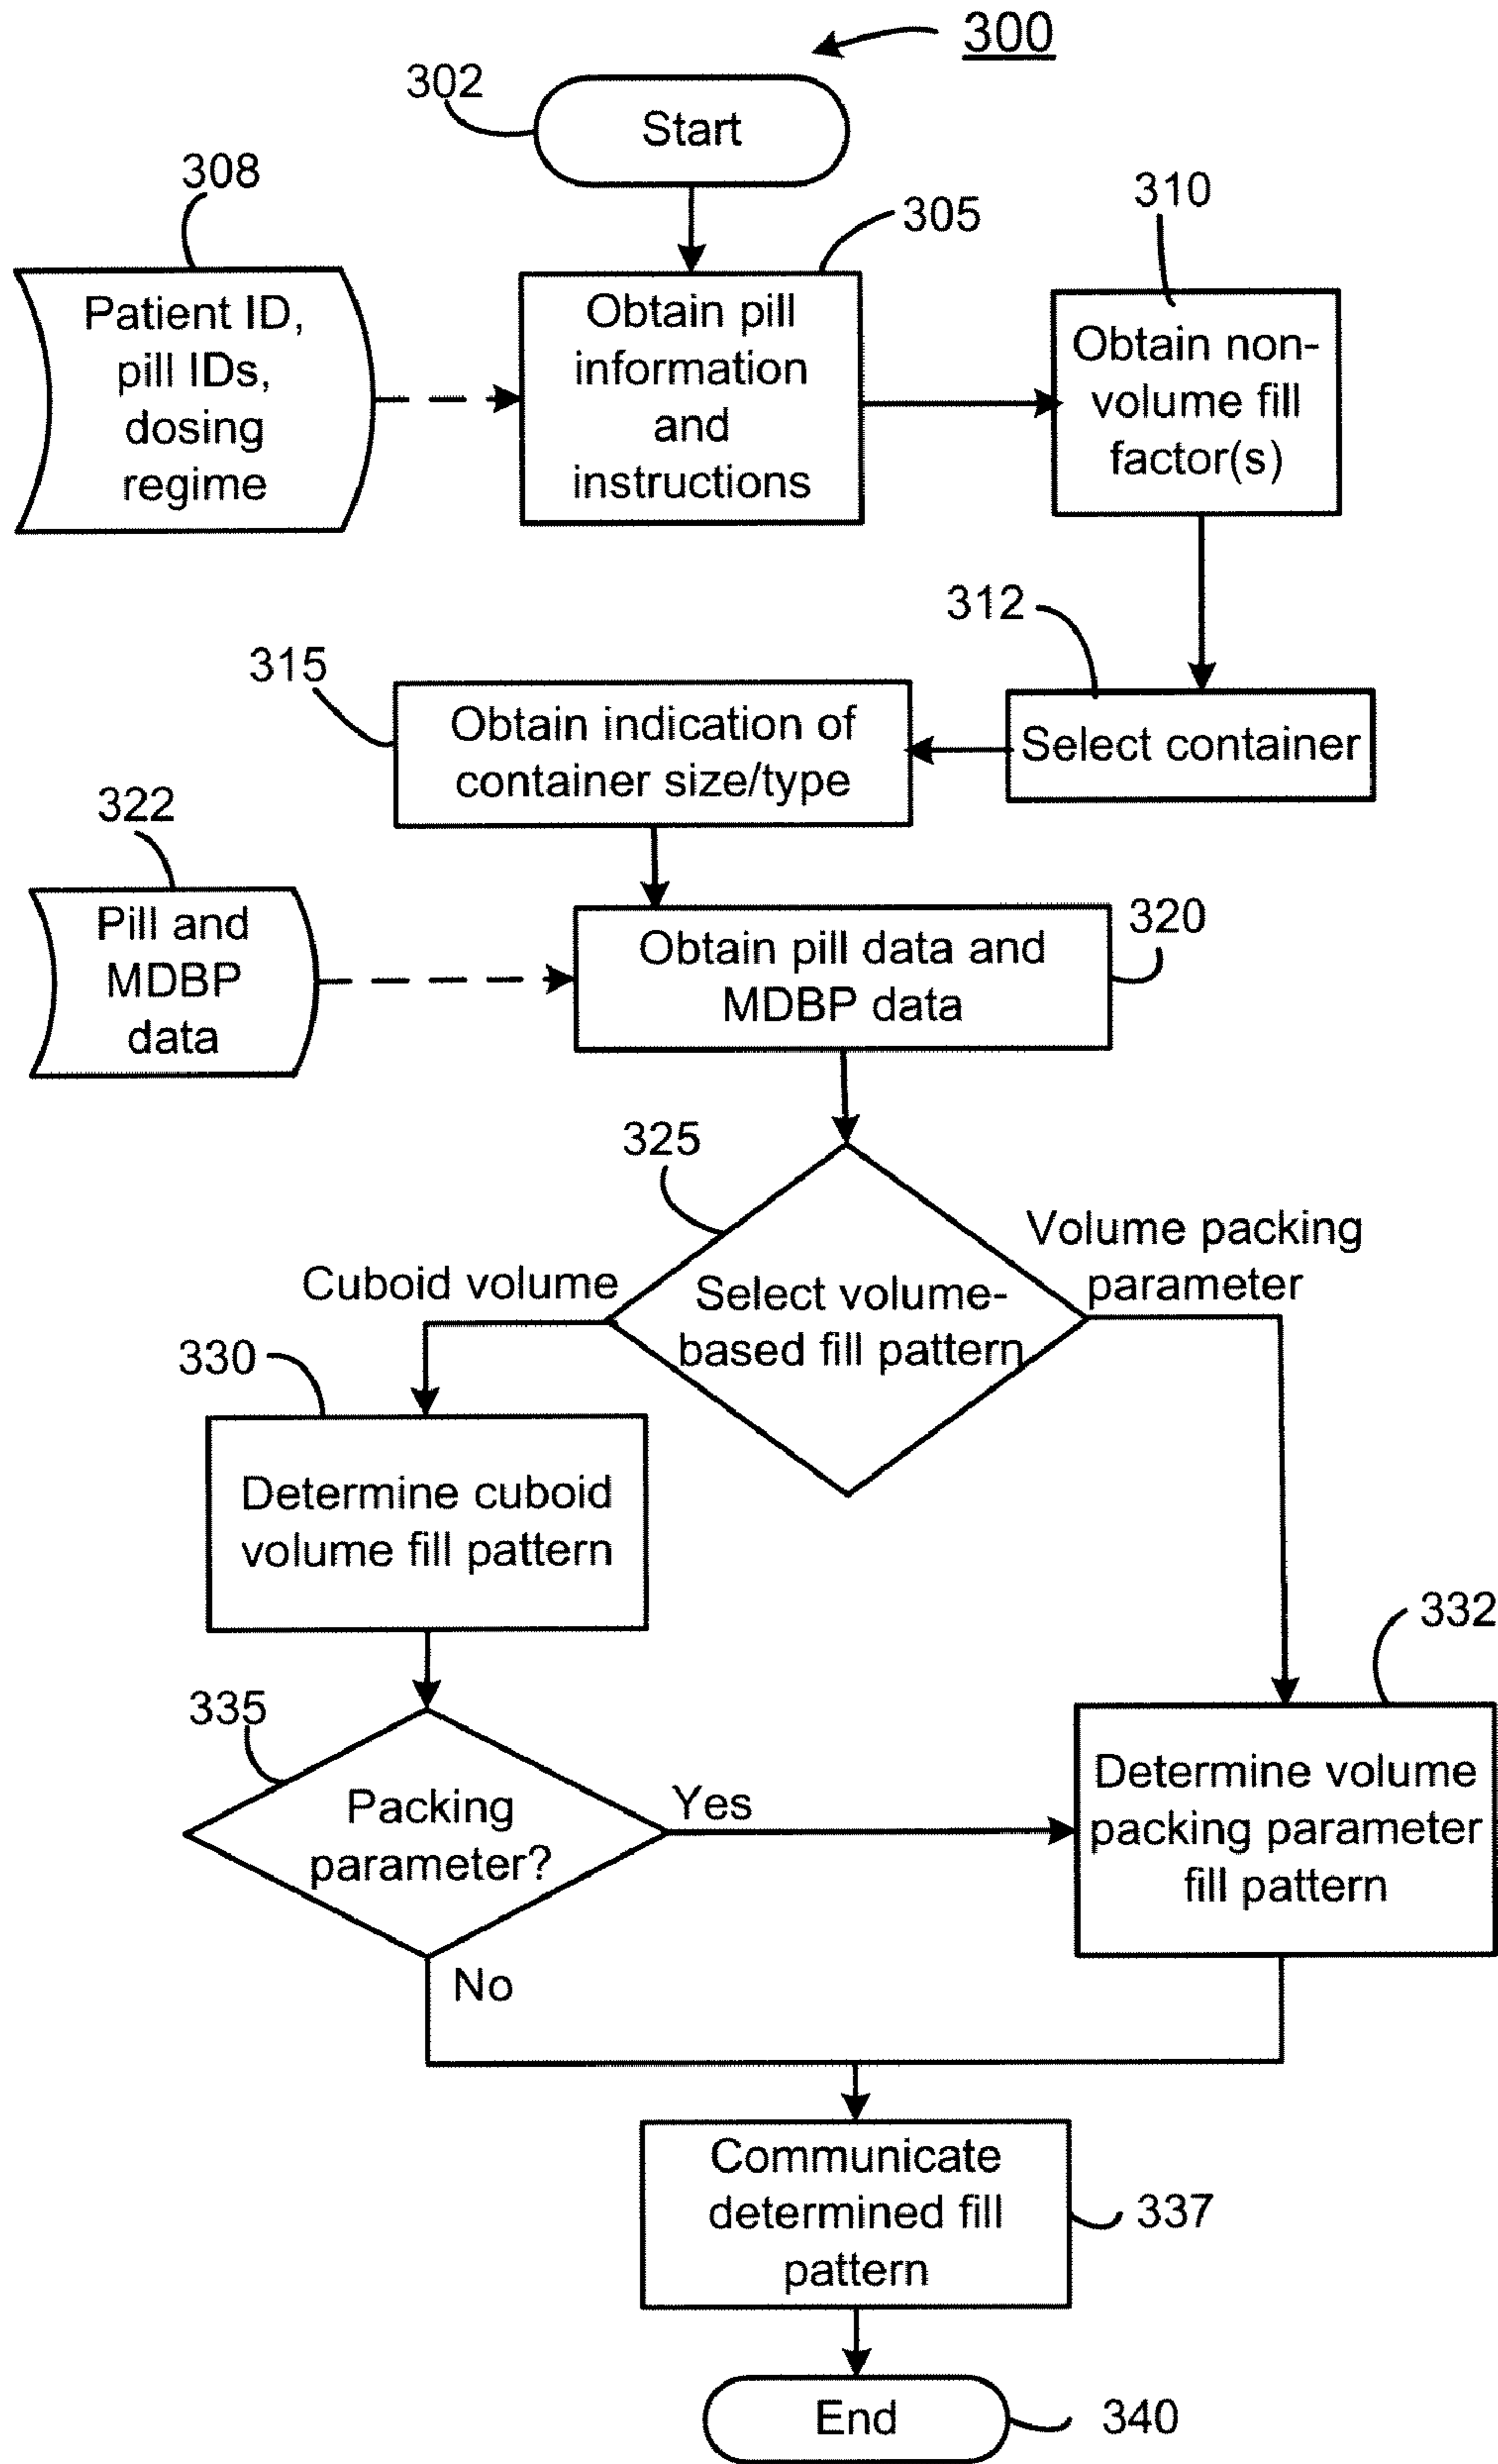 300
302
Start
308
Patient ID,
pill IDs,
dosing
regime
305
Obtain pill
information
and
instructions
310
Obtain non-
volume fill
factor(s)
312
Select container
315
Obtain indication of
container size/type
322
Pill and
MDBP
data
320
Obtain pill data and
MDBP data
325
Select volume-
based fill pattern
Cuboid volume
Volume packing
parameter
330
Determine cuboid
volume fill pattern
332
Determine volume
packing parameter
fill pattern
335
Packing
parameter?
Yes
No
Communicate
determined fill
pattern
337
End
340